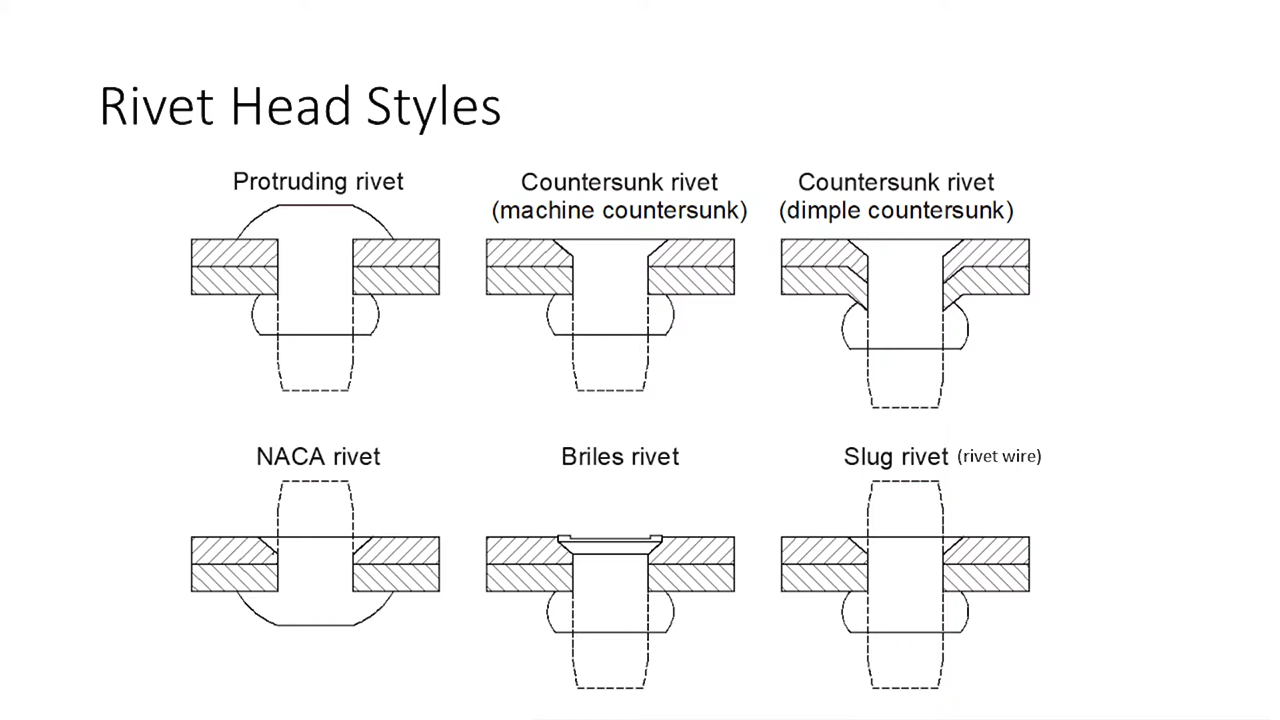 Rivet Head Styles
Protruding rivet
Countersunk rivet
(machine countersunk)
Countersunk rivet
(dimple countersunk)
NACA rivet
Briles rivet
Slug rivet (rivet wire)